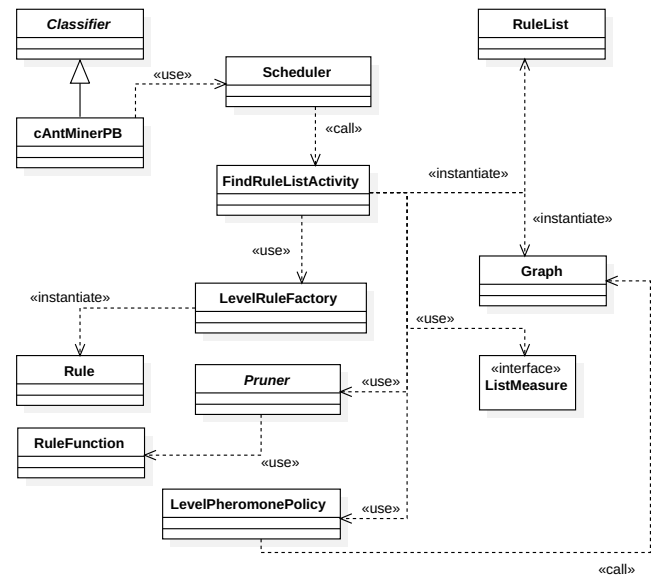 Classifier
RuleList
Scheduler
«use»
cAntMinerPB
«call»
FindRuleListActivity
«instantiate»
«instantiate»
«use»
Graph
LevelRuleFactory
«instantiate»
«use»
Rule
Pruner
«use»
«interface»
ListMeasure
RuleFunction
«use»
LevelPheromonePolicy
«use»
«call»